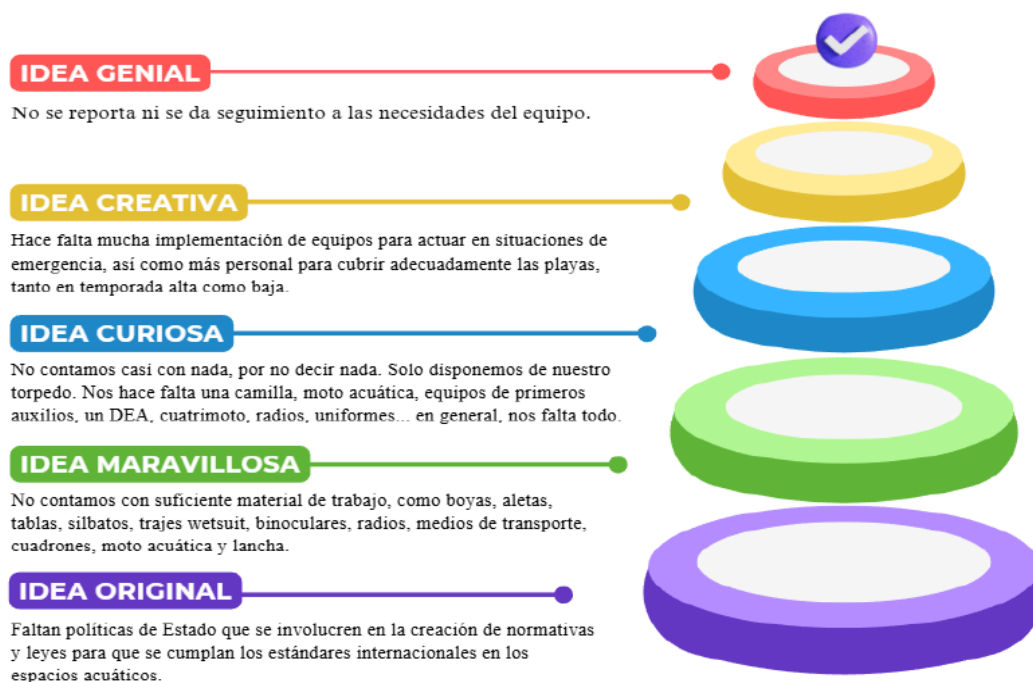 IDEA GENIAL
No se reporta ni se da seguimiento a las necesidades del equipo.
IDEA CREATIVA
Hace falta mucha implementación de equipos para actuar en situaciones de
emergencia, así como más personal para cubrir adecuadamente las playas,
tanto en temporada alta como baja.
IDEA CURIOSA
No contamos casi con nada, por no decir nada. Solo disponemos de nuestro
torpedo. Nos hace falta una camilla, moto acuática, equipos de primeros
auxilios, un DEA, cuatrimoto, radios, uniformes... en general, nos falta todo.
IDEA MARAVILLOSA
No contamos con suficiente material de trabajo, como boyas, aletas,
tablas, silbatos, trajes wetsuit, binoculares, radios, medios de transporte,
cuadrones, moto acuática y lancha.
IDEA ORIGINAL
Faltan políticas de Estado que se involucren en la creación de normativas
y leyes para que se cumplan los estándares internacionales en los
espacios acuáticos.